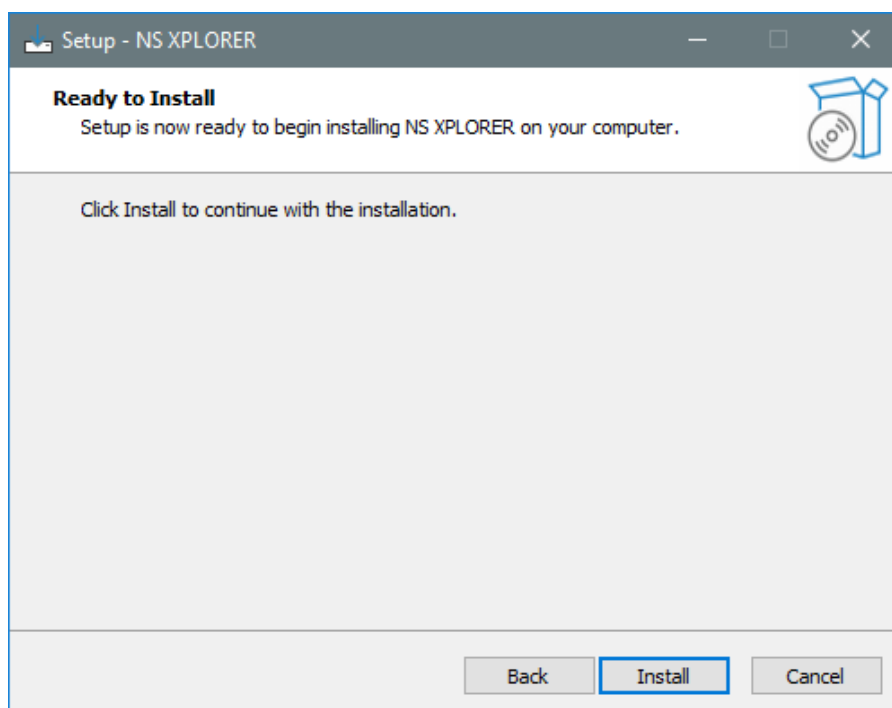 Setup - NS XPLORER
Ready to Install
Setup is now ready to begin installing NS XPLORER on your computer.
Click Install to continue with the installation.
Back
Install
Cancel